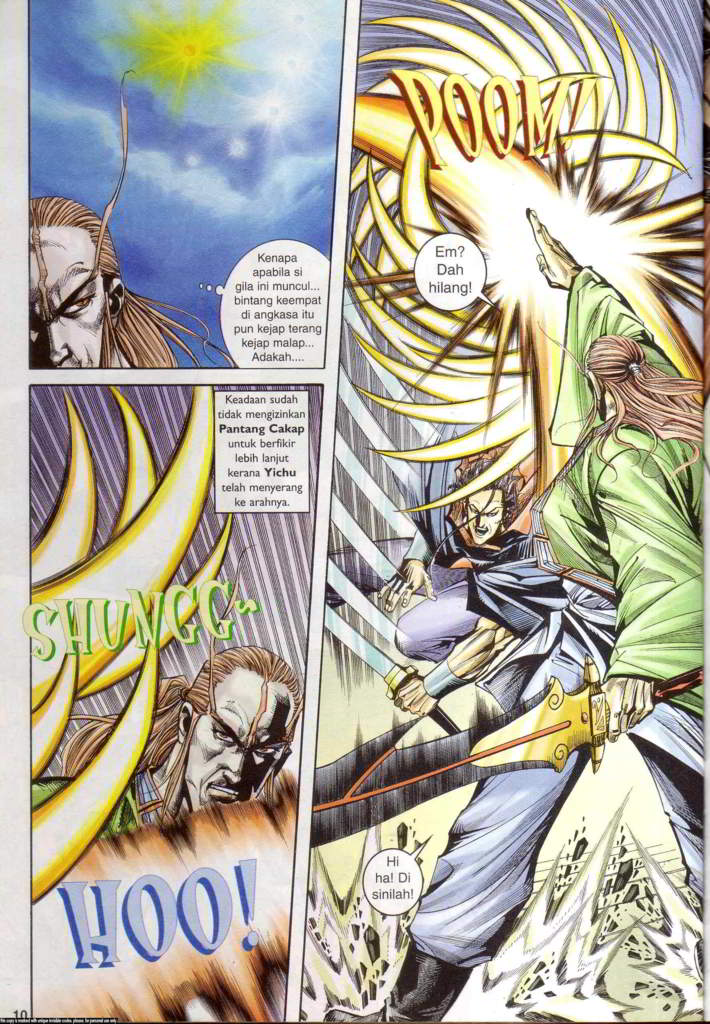 Kenapa
apabila si
gila ini muncul...
bintang keempat
di angkasa itu
pun kejap terang
kejap malap...
Adakah....
Keadaan sudah
tidak mengizinkan
Pantang Cakap
untuk berfikir
lebih lanjut
kerana Yichu
telah menyerang
ke arahnya.
SHUNGGS
HOO!
POOM!
Em?
Dah
hilang!
Hi
ha! Di
sinilah!
10